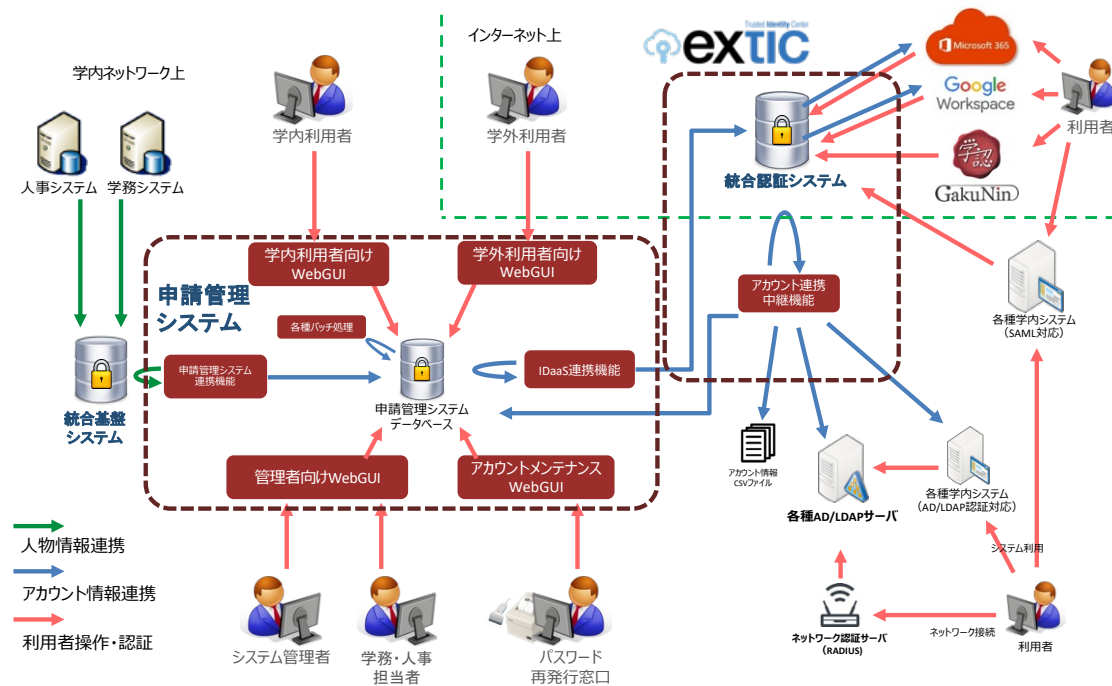 インターネット上
Trusted Identity Center
extic
Microsoft 365
学内ネットワーク上
Google
Workspace
学内利用者
学外利用者
利用者
人事システム
学務システム
統合認証システム
学認
GakuNin
学内利用者向け
WebGUI
学外利用者向け
WebGUI
申請管理
システム
アカウント連携
中継機能
各種学内システム
（SAML対応）
各種バッチ処理
申請管理システム
連携機能
IDaaS連携機能
統合基盤
システム
申請管理システム
データベース
管理者向けWebGUI
アカウントメンテナンス
WebGUI
アカウント情報
CSVファイル
各種AD/LDAPサーバ
各種学内システム
（AD/LDAP認証対応）
人物情報連携
システム利用
アカウント情報連携
利用者操作・認証
システム管理者
学務・人事
担当者
パスワード
再発行窓口
ネットワーク認証サーバ
（RADIUS）
ネットワーク接続
利用者